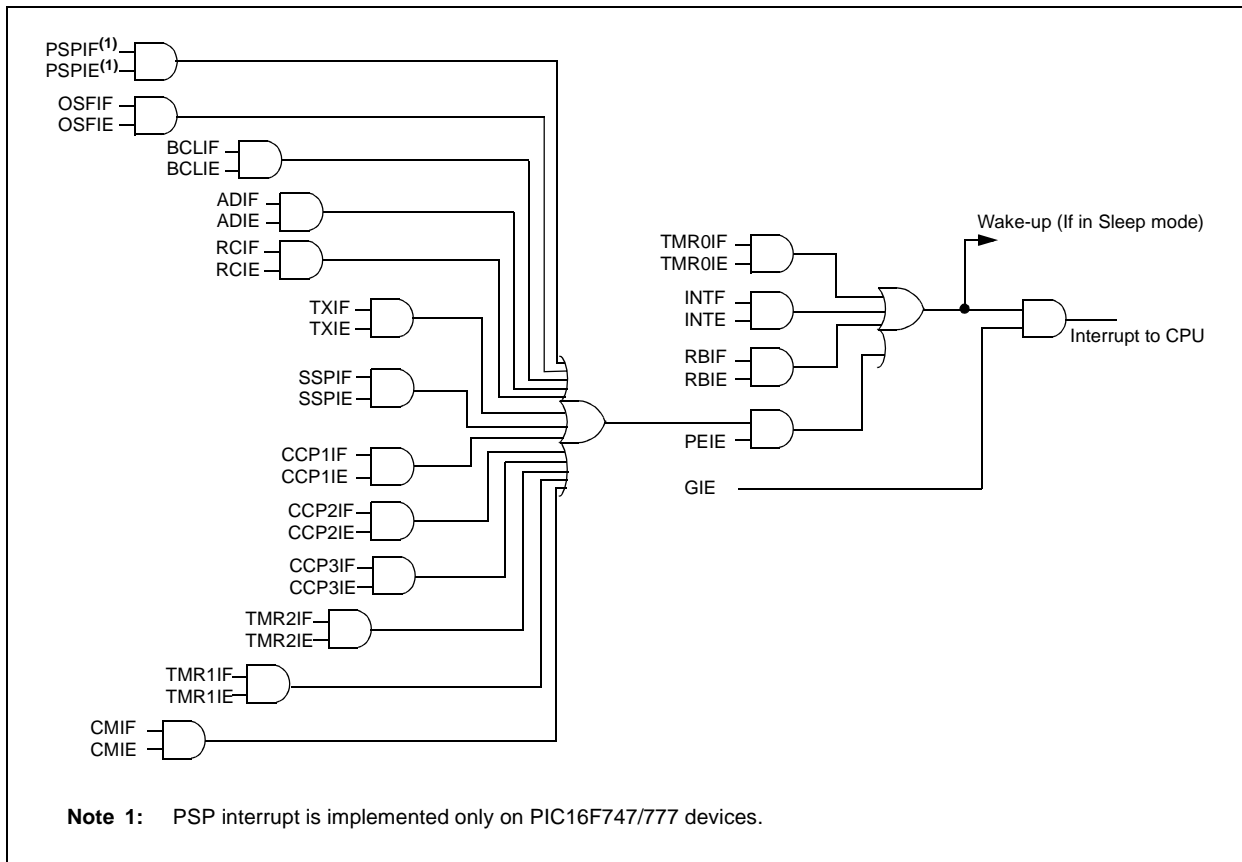 PSPIF(1)
PSPIE(1)
OSFIF
OSFIE
BCLIF
BCLIE
ADIF
ADIE
RCIF
RCIE
TXIF
TXIE
SSPIF
SSPIE
CCP1IF
CCP1IE
CCP2IF
CCP2IE
CCP3IF
CCP3IE
TMR2IF
TMR2IE
TMR1IF
TMR1IE
CMIF
CMIE
TMR0IF
TMR0IE
INTF
INTE
RBIF
RBIE
PEIE
GIE
Wake-up (If in Sleep mode)
Interrupt to CPU
Note 1: PSP interrupt is implemented only on PIC16F747/777 devices.